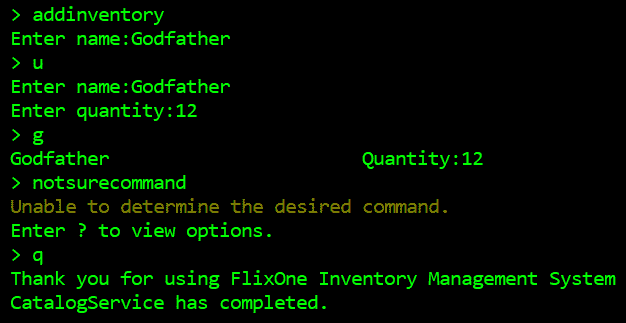 > addinventory
Enter name:Godfather
> u
Enter name:Godfather
Enter quantity:12
> g
Godfather                     Quantity:12
> notsurecommand
Unable to determine the desired command.
Enter ? to view options.
> q
Thank you for using FlixOne Inventory Management System
CatalogService has completed.